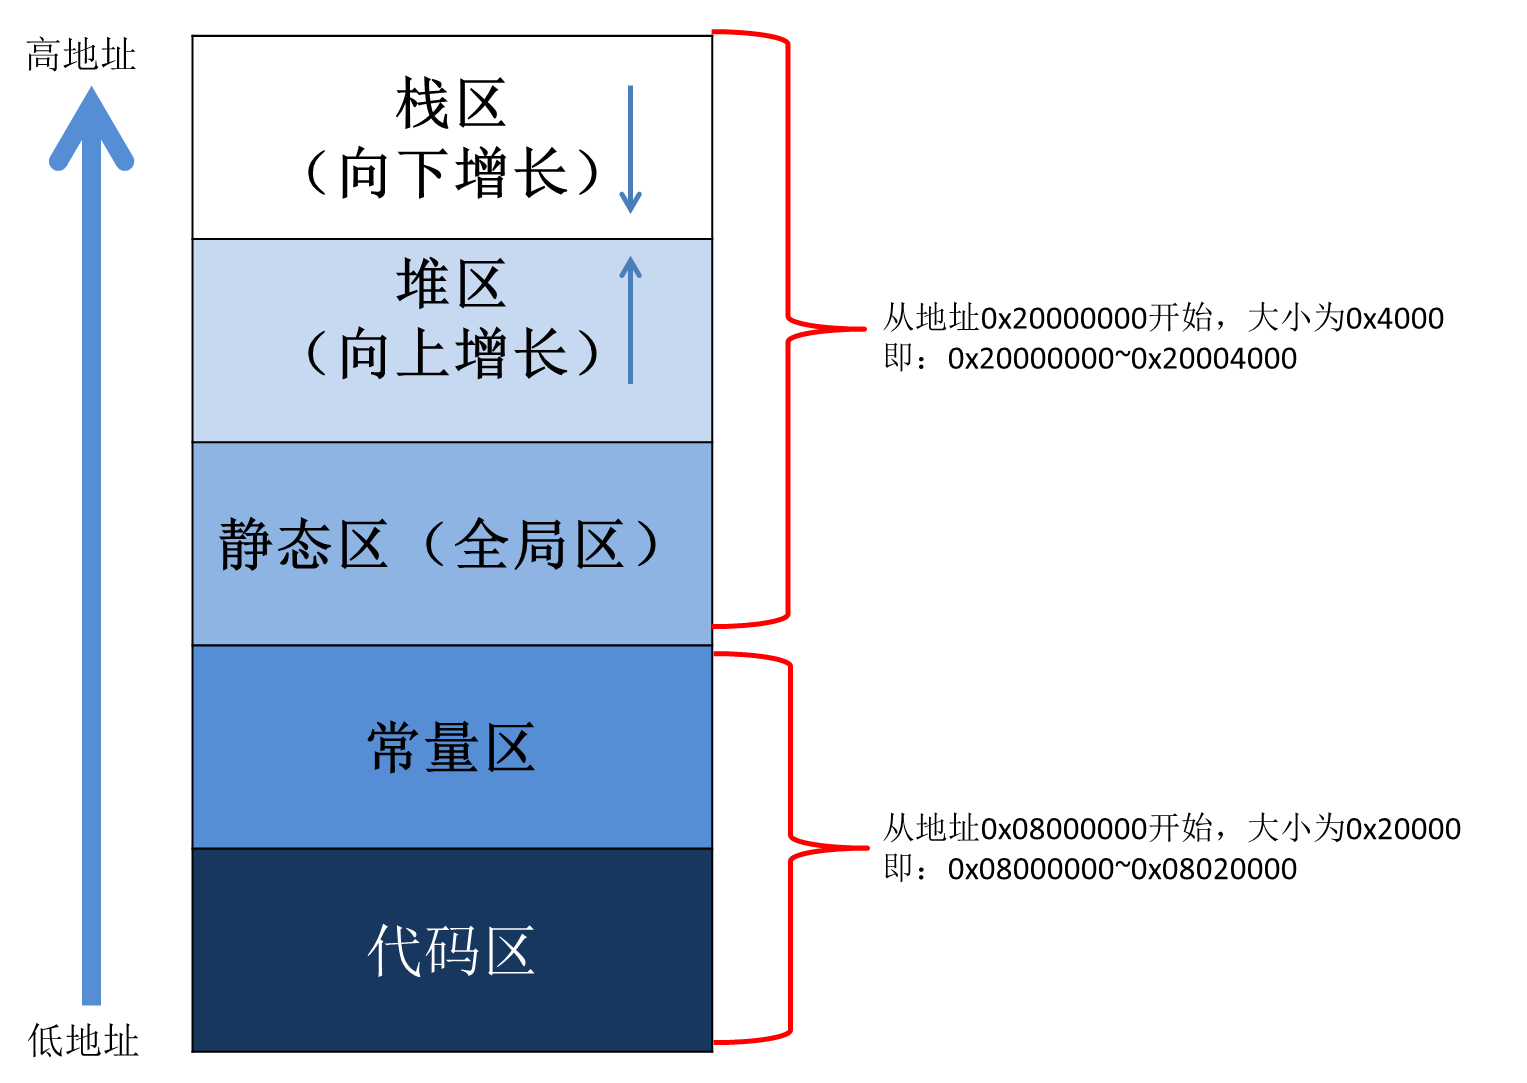 高地址
栈区
（向下增长）
堆区
（向上增长）
从地址0x20000000开始，大小为0x4000
即：0x20000000~0x20004000
静态区（全局区）
常量区
从地址0x08000000开始，大小为0x20000
即：0x08000000~0x08020000
代码区
低地址